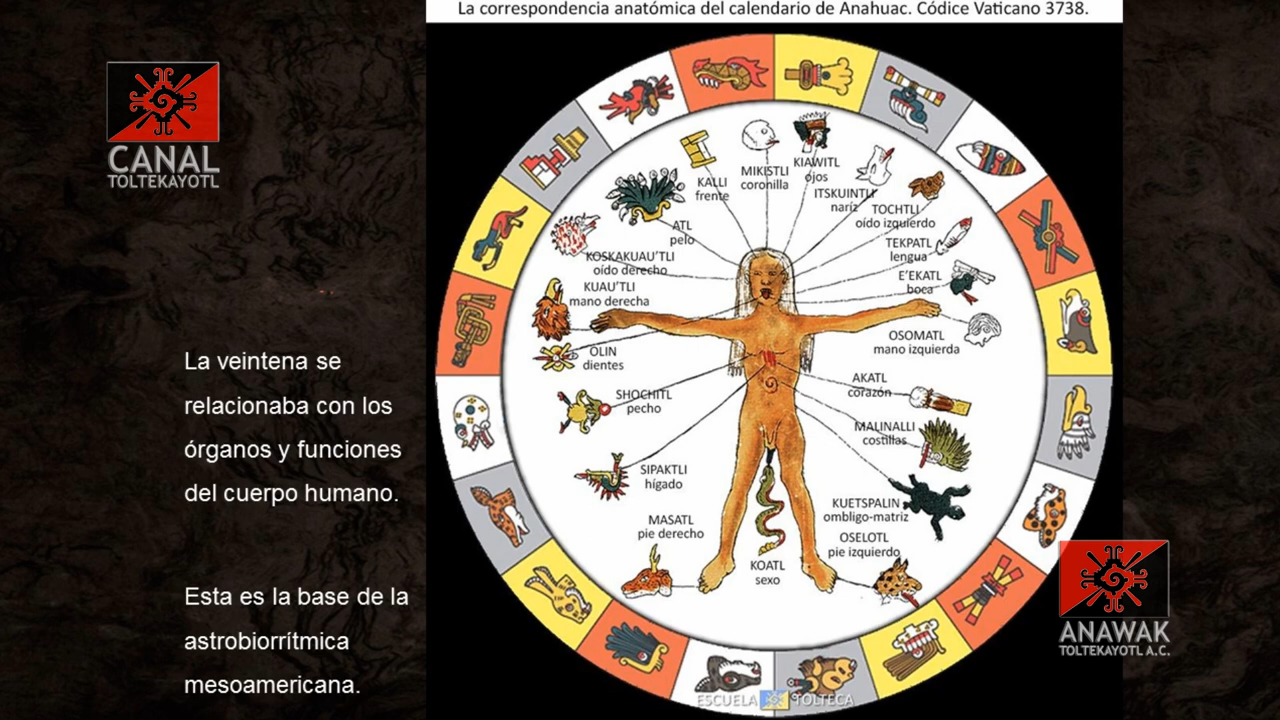 La correspondencia anatómica del calendario de Anahuac. Códice Vaticano 3738.
CANAL
TOLTEKAYOTL
La veintena se
relacionaba con los
órganos y funciones
del cuerpo humano.
Esta es la base de la
astrobiorrítmica
mesoamericana.
MIKISTLI
coronilla
KIAWITL
ojos
KALLI
frente
ITSKUINTLI
naríz
TOCHTLI
oído izquierdo
ATL
pelo
TEKPATL
lengua
KOSKAKUAU'TLI
oído derecho
E'EKATL
boca
KUAU'TLI
mano derecha
OSOMATL
mano izquierda
OLIN
dientes
AKATL
corazón
SHOCHITL
pecho
MALINALLI
costillas
SIPAKTLI
hígado
KUETSPALIN
ombligo-matriz
MASATL
pie derecho
OSELOTL
pie izquierdo
KOATL
sexo
ANAWAK
TOLTEKAYOTL A.C.
ESCUELA TOLTECA